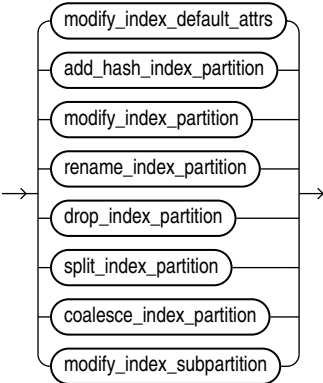 modify_index_default_attrs
add_hash_index_partition
modify_index_partition
rename_index_partition
drop_index_partition
split_index_partition
coalesce_index_partition
modify_index_subpartition